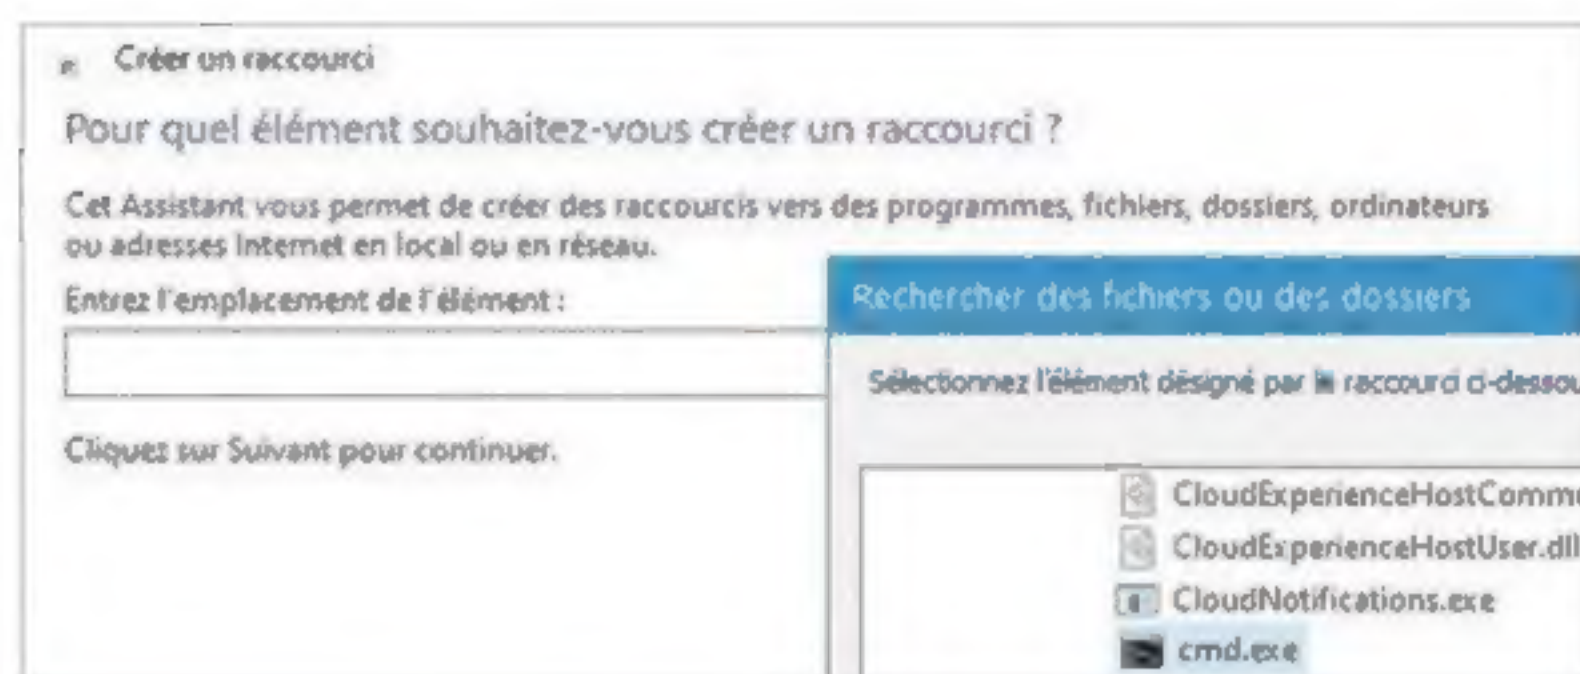 Créer un raccourci
Pour quel élément souhaitez-vous créer un raccourci ?
Cet Assistant vous permet de créer des raccourcis vers des programmes, fichiers, dossiers, ordinateurs
ou adresses Internet en local ou en réseau.
Entrez l'emplacement de l'élément :
Rechercher des fichiers ou des dossiers
Sélectionnez l'élément désigné par le raccourci ci-dessou
Cliquez sur Suivant pour continuer.
CloudExperienceHostComm
CloudExperienceHostUser.dll
CloudNotifications.exe
cmd.exe